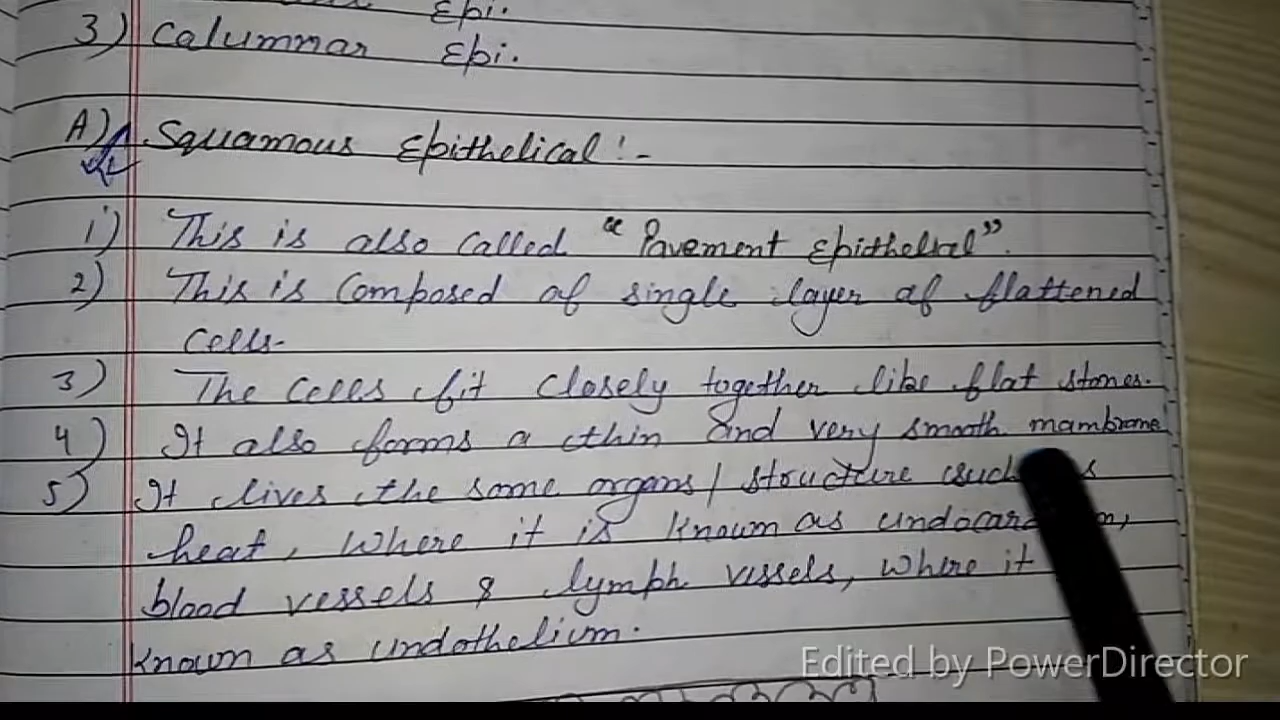 Epi.
3) Calummar Epi.
A) Squamous Epithelical :-
1) This is also called "Pavement Epithelial".
2) This is Composed of single layer of flattened
Cells-
3) The Cells fit Closely together like flat stones.
4) It also forms a thin and very smooth mambrane
5) It lives the some organs / structure such
heat, Where it is Known as undocar
blood vessels & lymph vessels, Where it
Known as undothelium.
Edited by PowerDirector